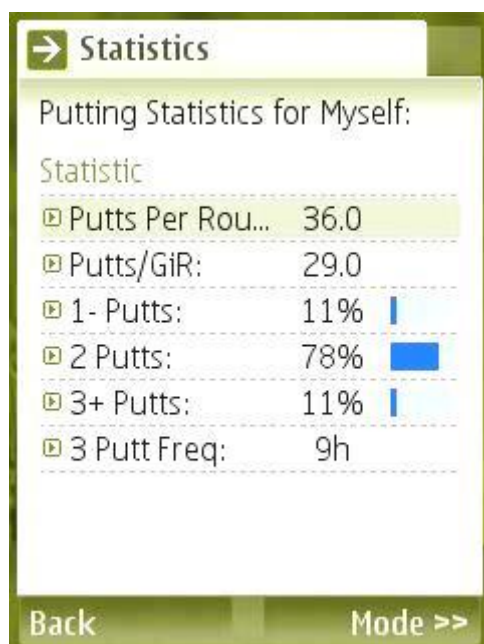 Statistics
Putting Statistics for Myself:
Statistic
Putts Per Rou... 36.0
Putts/GiR: 29.0
1- Putts: 11%
2 Putts: 78%
3+ Putts: 11%
3 Putt Freq: 9h
Back Mode >>